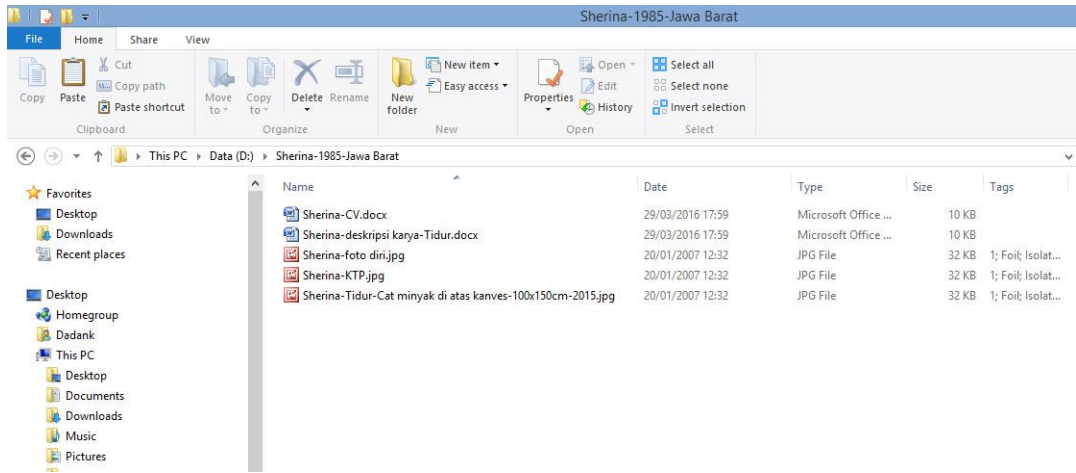 Sherina-1985-Jawa Barat
File Home Share View
Copy
Paste
Cut
Copy path
Paste shortcut
Clipboard
Move to
Copy to
Delete
Rename
Organize
New folder
New item
Easy access
New
Properties
Open
Edit
History
Open
Select all
Select none
Invert selection
Select
This PC Data (D:) Sherina-1985-Jawa Barat
Favorites
Desktop
Downloads
Recent places
Desktop
Homegroup
Dadank
This PC
Desktop
Documents
Downloads
Music
Pictures
Name Date Type Size Tags
Sherina-CV.docx 29/03/2016 17:59 Microsoft Office ... 10 KB
Sherina-deskripsi karya-Tidur.docx 29/03/2016 17:59 Microsoft Office ... 10 KB
Sherina-foto diri.jpg 20/01/2007 12:32 JPG File 32 KB 1; Foil; Isolat...
Sherina-KTP.jpg 20/01/2007 12:32 JPG File 32 KB 1; Foil; Isolat...
Sherina-Tidur-Cat minyak di atas kanves-100x150cm-2015.jpg 20/01/2007 12:32 JPG File 32 KB 1; Foil; Isolat...